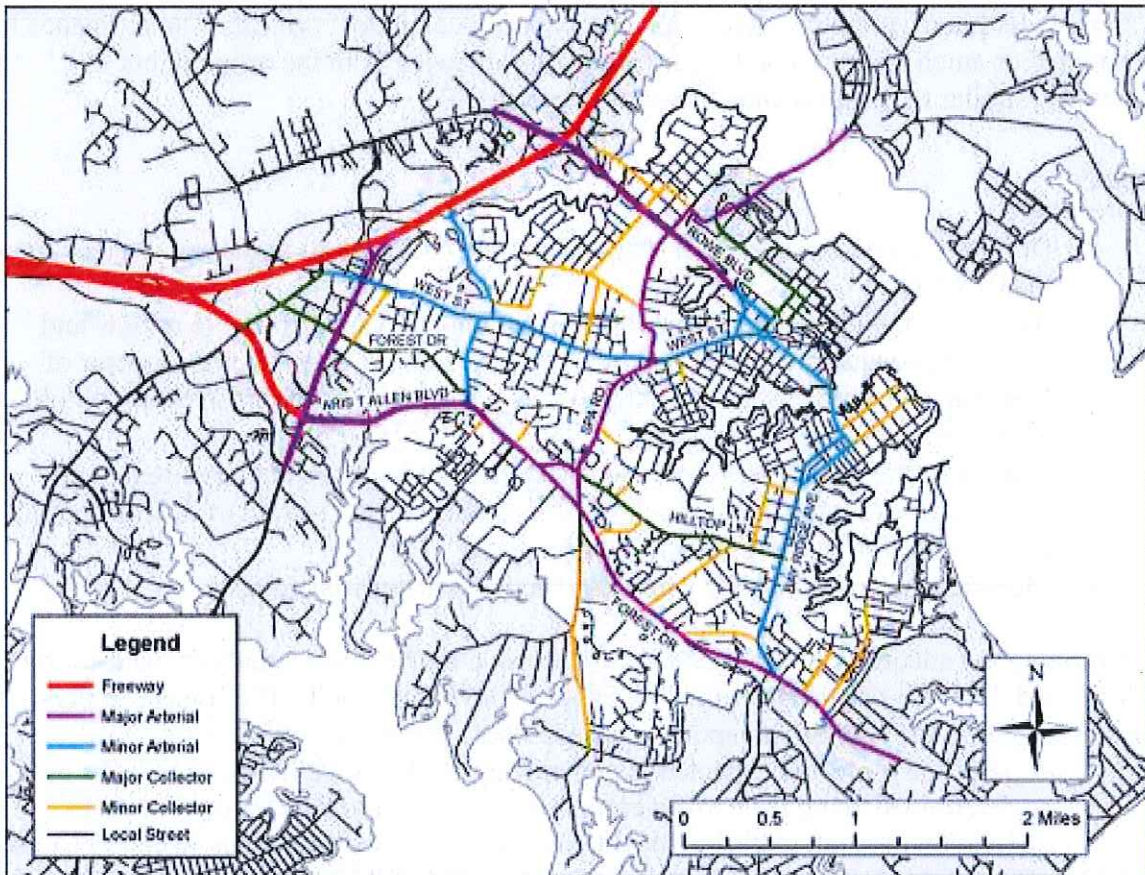 ROWE BLVD
WEST ST
WEST ST
FOREST DR
ARIS T ALLEN BLVD
SPA RD
HILLTOP LN
BAY RIDGE AVE
FOREST DR
Legend
Freeway
Major Arterial
Minor Arterial
Major Collector
Minor Collector
Local Street
N
0 0.5 1 2 Miles